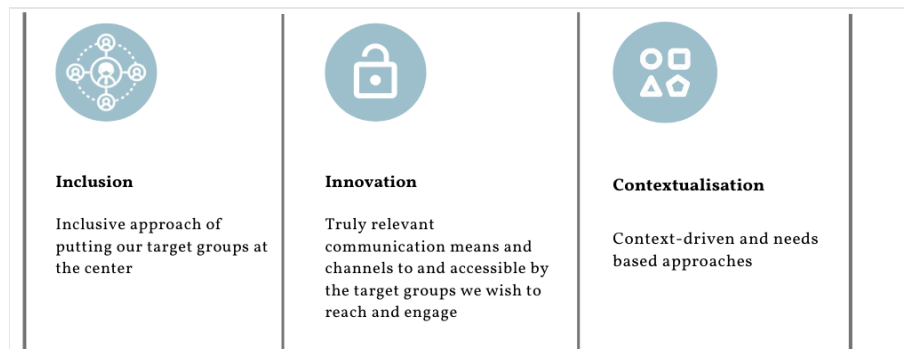 Inclusion
Inclusive approach of
putting our target groups at
the center
Innovation
Truly relevant
communication means and
channels to and accessible by
the target groups we wish to
reach and engage
Contextualisation
Context-driven and needs
based approaches